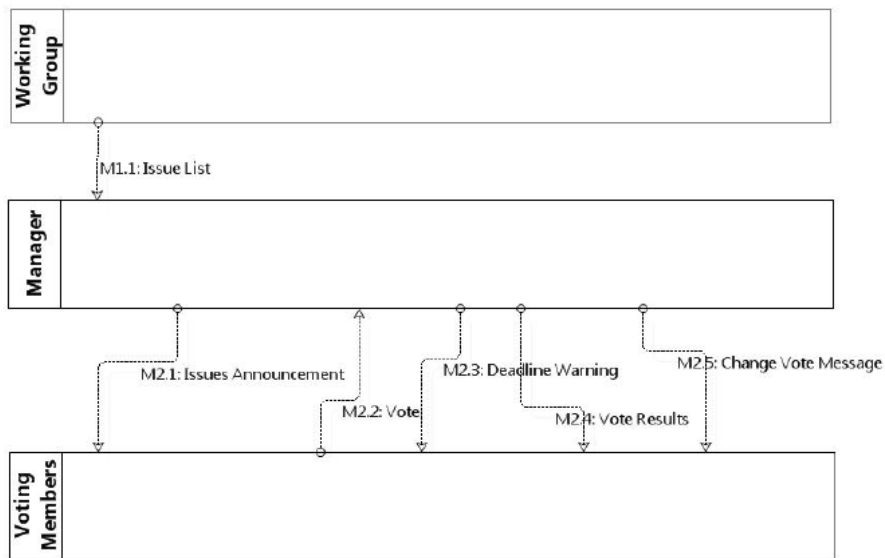 Working
Group
M1.1: Issue List
Manager
M2.1: Issues Announcement
M2.2: Vote
M2.3: Deadline Warning
M2.4: Vote Results
M2.5: Change Vote Message
Voting
Members